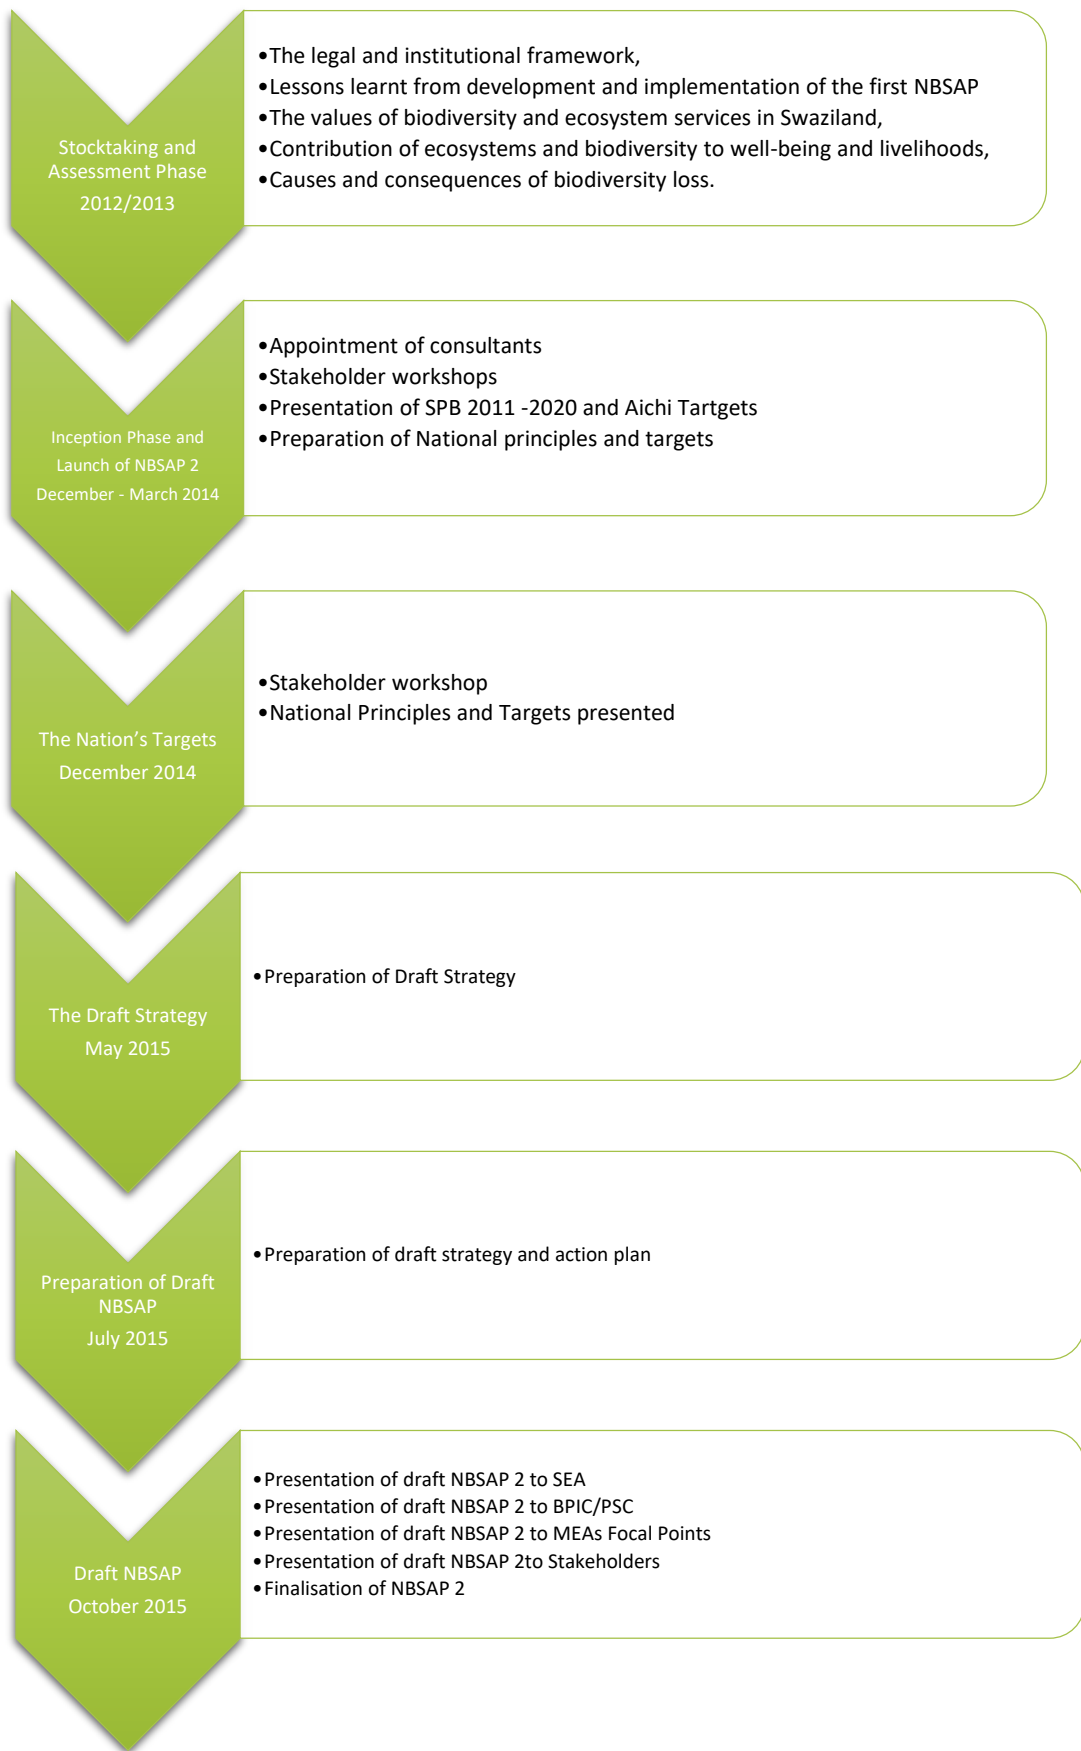 Stocktaking and
Assessment Phase
2012/2013
•The legal and institutional framework,
•Lessons learnt from development and implementation of the first NBSAP
•The values of biodiversity and ecosystem services in Swaziland,
•Contribution of ecosystems and biodiversity to well-being and livelihoods,
•Causes and consequences of biodiversity loss.
Inception Phase and
Launch of NBSAP 2
December - March 2014
•Appointment of consultants
•Stakeholder workshops
•Presentation of SPB 2011 -2020 and Aichi Tartgets
•Preparation of National principles and targets
The Nation's Targets
December 2014
•Stakeholder workshop
•National Principles and Targets presented
The Draft Strategy
May 2015
•Preparation of Draft Strategy
Preparation of Draft
NBSAP
July 2015
•Preparation of draft strategy and action plan
Draft NBSAP
October 2015
•Presentation of draft NBSAP 2 to SEA
•Presentation of draft NBSAP 2 to BPIC/PSC
•Presentation of draft NBSAP 2 to MEAs Focal Points
•Presentation of draft NBSAP 2to Stakeholders
•Finalisation of NBSAP 2